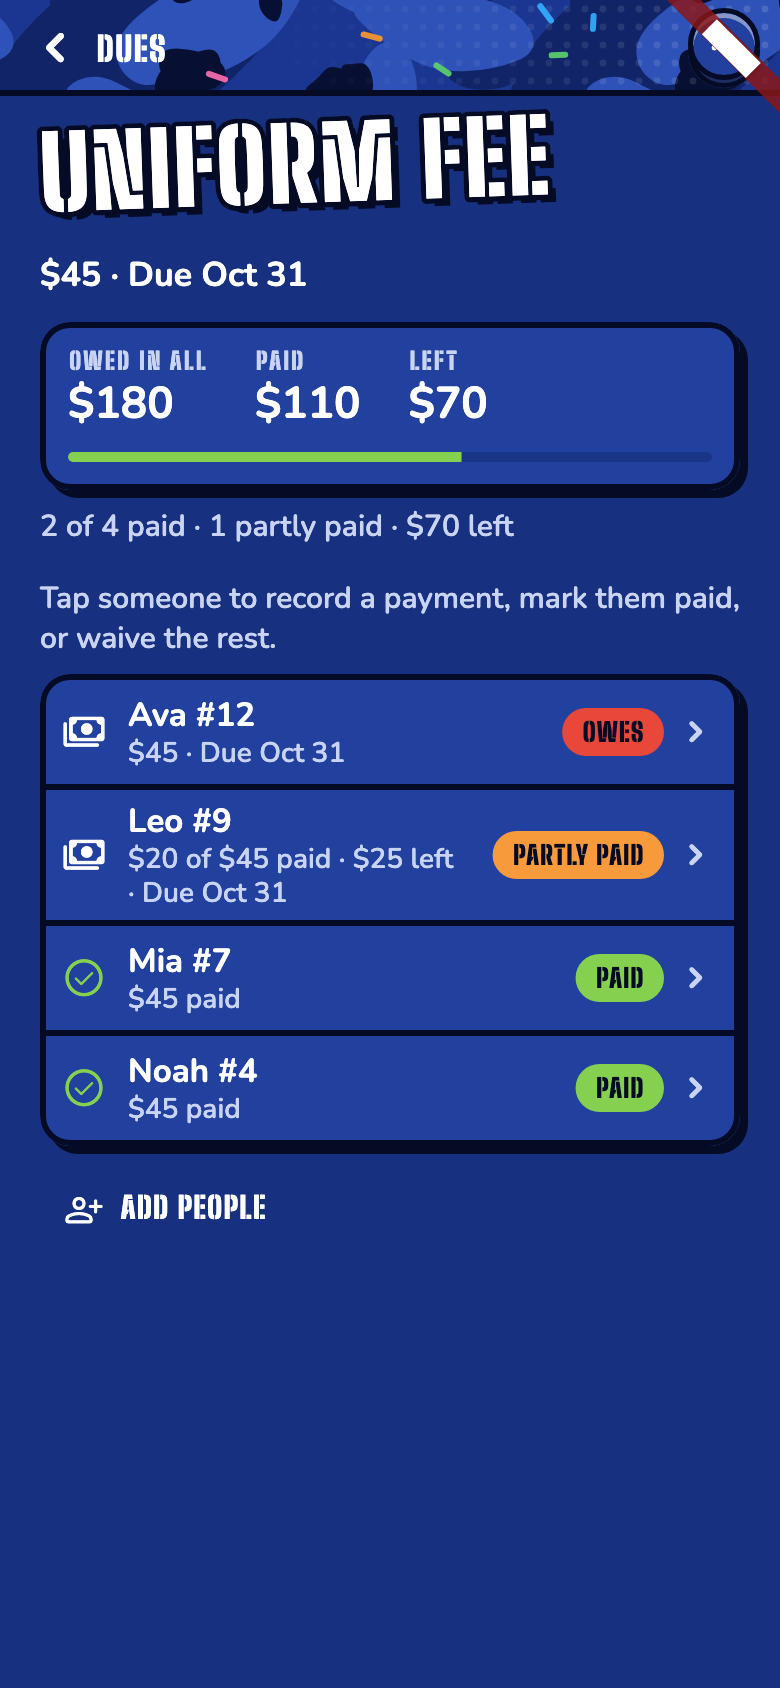 DUES
UNIFORM FEE
$45 · Due Oct 31
OWED IN ALL PAID LEFT
$180 $110 $70
2 of 4 paid · 1 partly paid · $70 left
Tap someone to record a payment, mark them paid,
or waive the rest.
Ava #12
$45 · Due Oct 31
OWES
Leo #9
$20 of $45 paid · $25 left
· Due Oct 31
PARTLY PAID
Mia #7
$45 paid
PAID
Noah #4
$45 paid
PAID
ADD PEOPLE